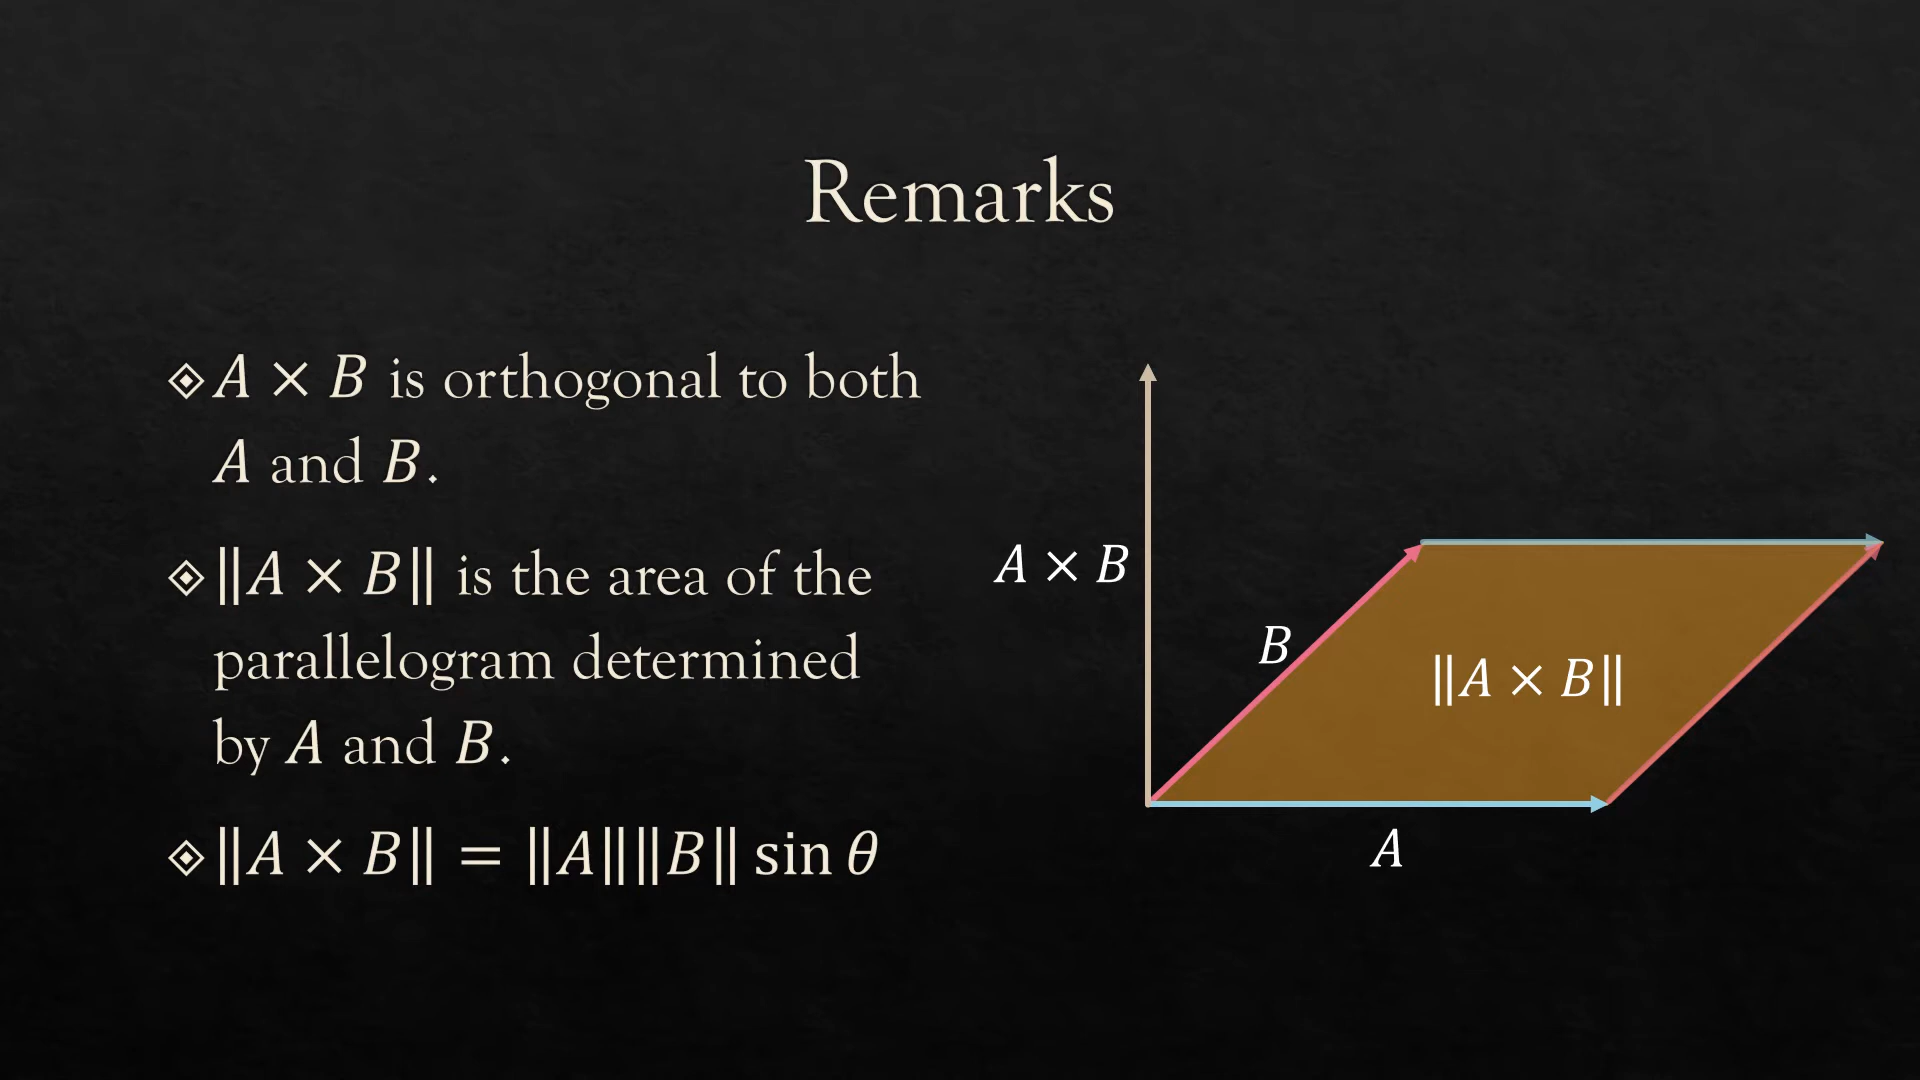 Remarks
A × B is orthogonal to both
A and B.
‖A × B‖ is the area of the
parallelogram determined
by A and B.
‖A × B‖ = ‖A‖‖B‖ sin θ
A × B
B
‖A × B‖
A